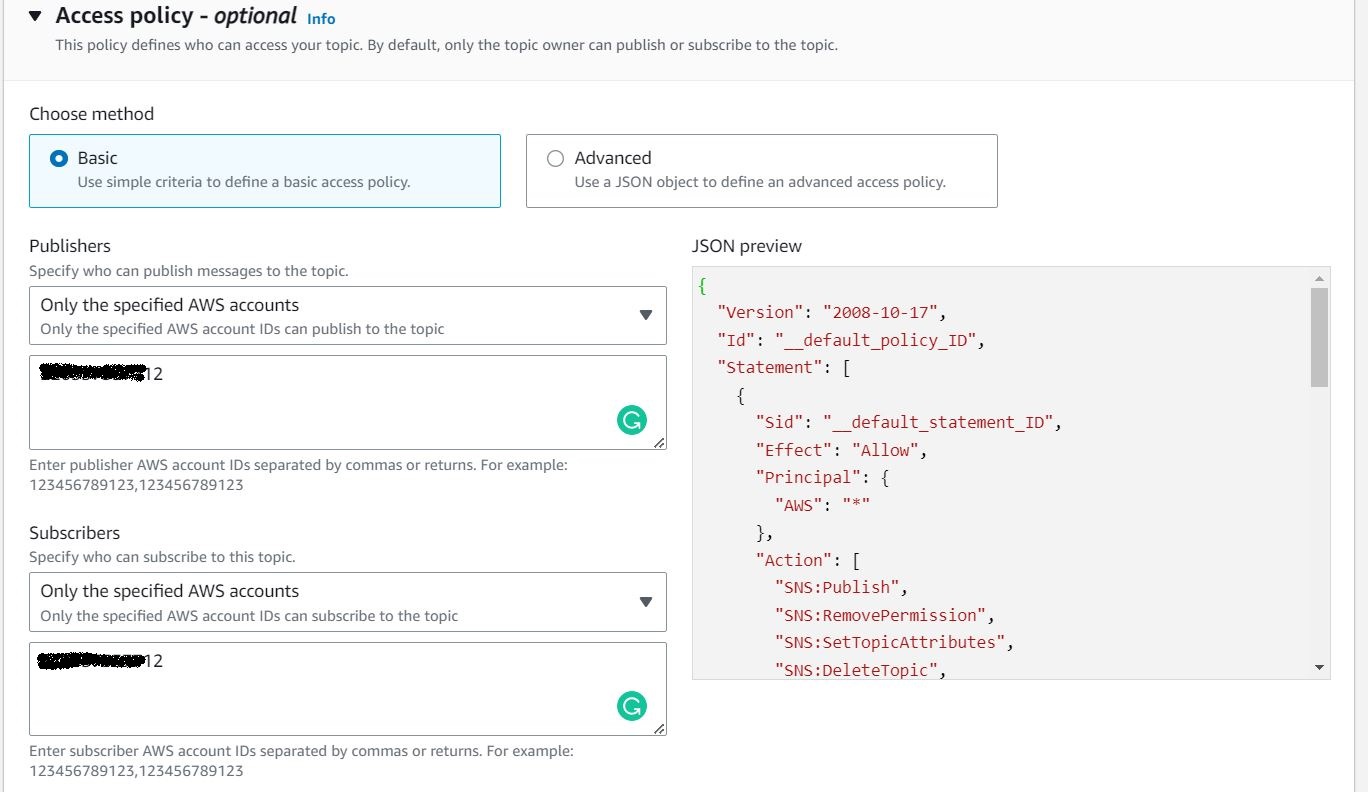 Access policy - optional Info
This policy defines who can access your topic. By default, only the topic owner can publish or subscribe to the topic.
Choose method
Basic
Use simple criteria to define a basic access policy.
Advanced
Use a JSON object to define an advanced access policy.
Publishers
Specify who can publish messages to the topic.
Only the specified AWS accounts
Only the specified AWS account IDs can publish to the topic
12
Enter publisher AWS account IDs separated by commas or returns. For example:
123456789123,123456789123
Subscribers
Specify who can subscribe to this topic.
Only the specified AWS accounts
Only the specified AWS account IDs can subscribe to the topic
12
Enter subscriber AWS account IDs separated by commas or returns. For example:
123456789123,123456789123
JSON preview
{
"Version": "2008-10-17",
"Id": "__default_policy_ID",
"Statement": [
{
"Sid": "__default_statement_ID",
"Effect": "Allow",
"Principal": {
"AWS": "*"
},
"Action": [
"SNS:Publish",
"SNS:RemovePermission",
"SNS:SetTopicAttributes",
"SNS:DeleteTopic",